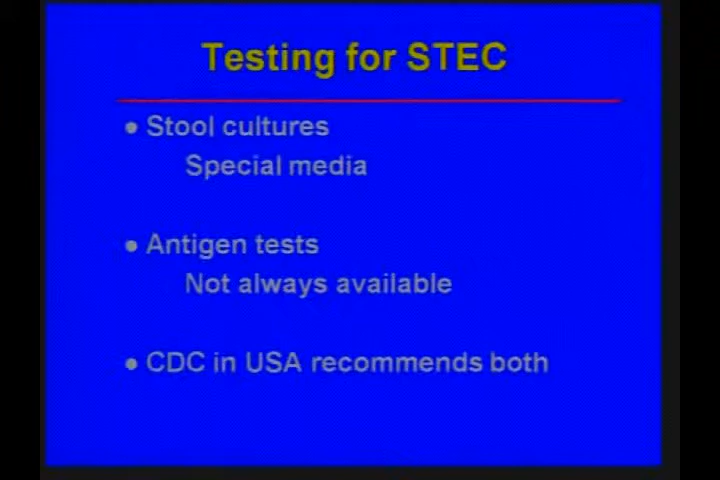 Testing for STEC
• Stool cultures
Special media
• Antigen tests
Not always available
• CDC in USA recommends both